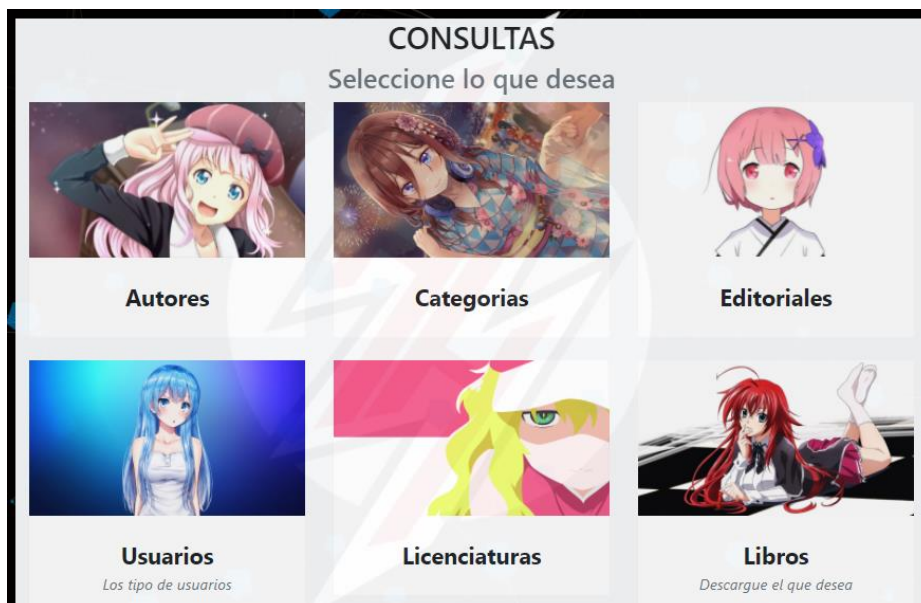 CONSULTAS
Seleccione lo que desea
Autores
Categorias
Editoriales
Usuarios
Los tipo de usuarios
Licenciaturas
Libros
Descargue el que desea